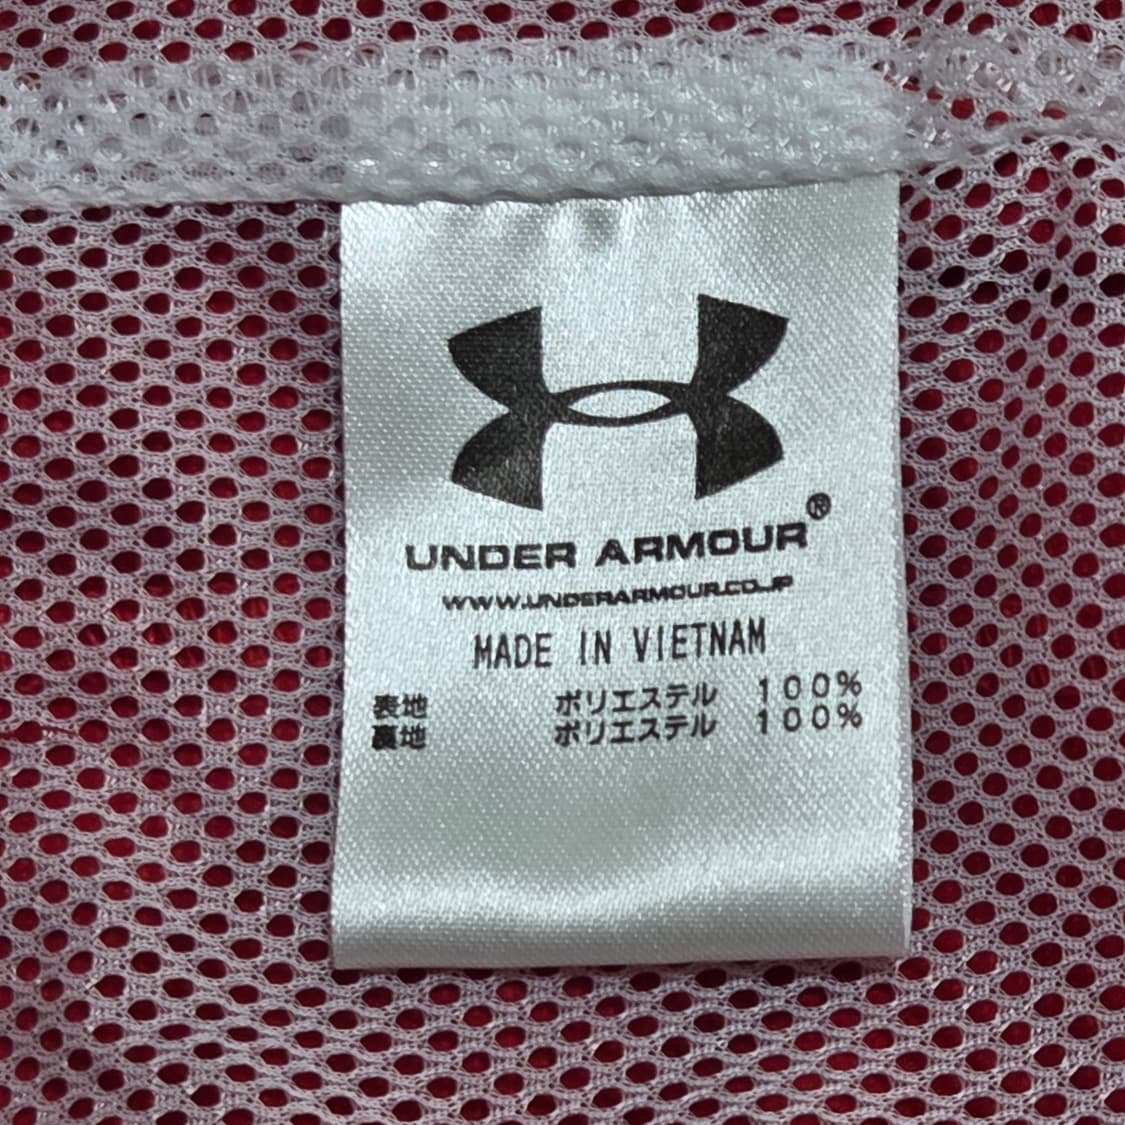 UNDER ARMOUR®
WWW.UNDERARMOUR.CO.JP
MADE IN VIETNAM
表地 ポリエステル 100%
裏地 ポリエステル 100%